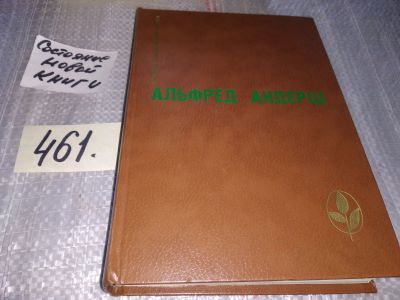 Состояние
новой
книги
461.
АЛЬФРЕД АНДЕРШ